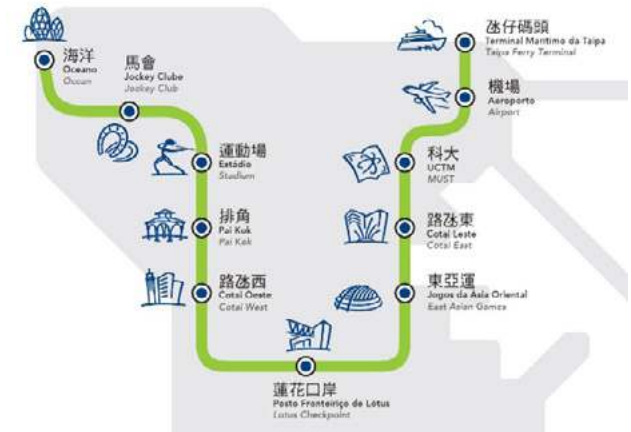 海洋
Oceano
Ocean
馬會
Jockey Clube
Jockey Club
運動場
Estádio
Stadium
排角
Pai Kok
Pai Kok
路氹西
Cotai Oeste
Cotai West
蓮花口岸
Posto Fronteiriço de Lótus
Lotus Checkpoint
東亞運
Jogos da Ásia Oriental
East Asian Games
路氹東
Cotai Leste
Cotai East
科大
UCTM
MUST
機場
Aeroporto
Airport
氹仔碼頭
Terminal Marítimo da Taipa
Taipa Ferry Terminal